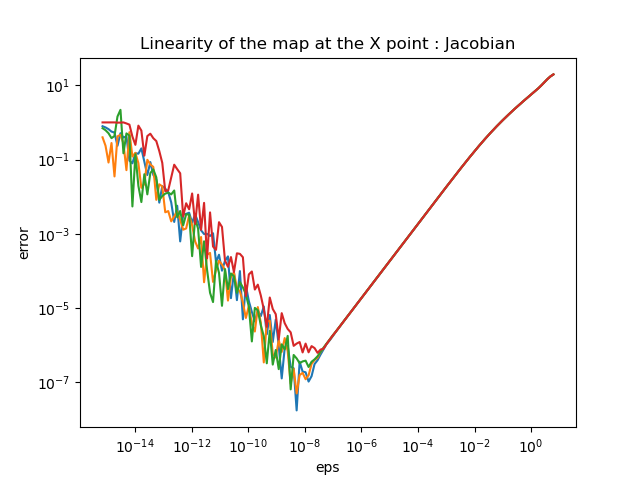 Linearity of the map at the X point : Jacobian
error
10¹
10⁻¹
10⁻³
10⁻⁵
10⁻⁷
10⁻¹⁴ 10⁻¹² 10⁻¹⁰ 10⁻⁸ 10⁻⁶ 10⁻⁴ 10⁻² 10⁰
eps